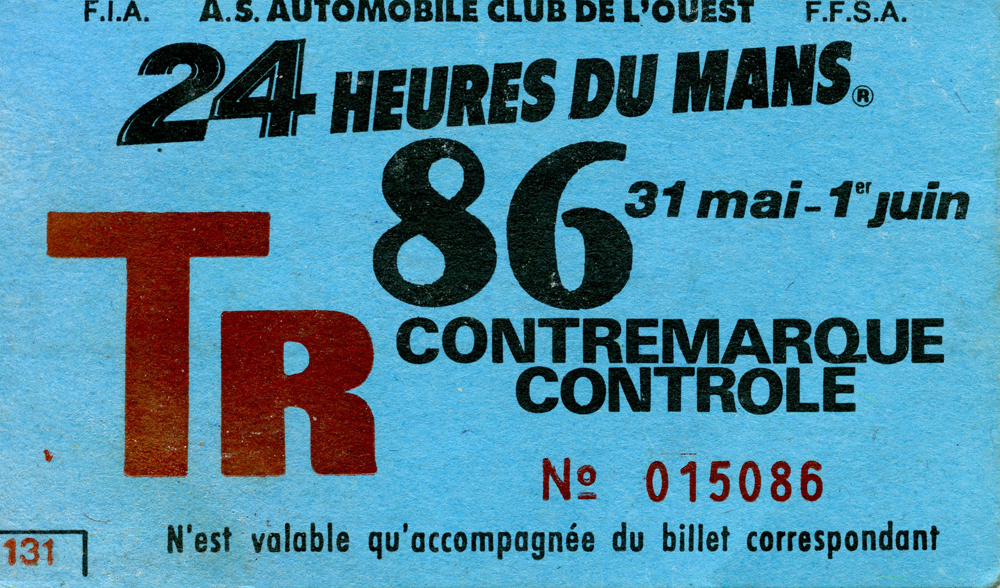 F.I.A. A.S. AUTOMOBILE CLUB DE L'OUEST F.F.S.A.
24 HEURES DU MANS®
86 31 mai-1er juin
TR
CONTREMARQUE
CONTROLE
No 015086
131 N'est valable qu'accompagnée du billet correspondant